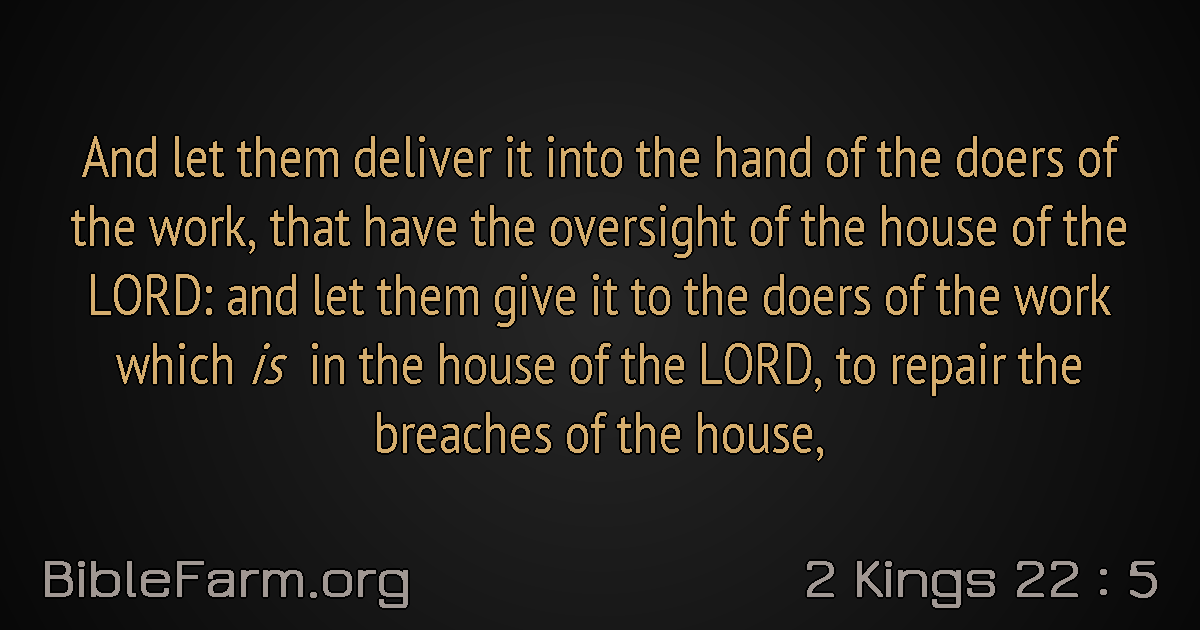 And let them deliver it into the hand of the doers of
the work, that have the oversight of the house of the
LORD: and let them give it to the doers of the work
which is in the house of the LORD, to repair the
breaches of the house,
BibleFarm.org
2 Kings 22 : 5